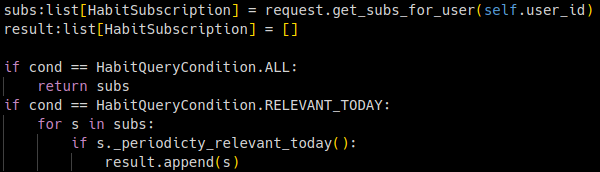 subs:list[HabitSubscription] = request.get_subs_for_user(self.user_id)
result:list[HabitSubscription] = []

if cond == HabitQueryCondition.ALL:
    return subs
if cond == HabitQueryCondition.RELEVANT_TODAY:
    for s in subs:
        if s._periodicty_relevant_today():
            result.append(s)